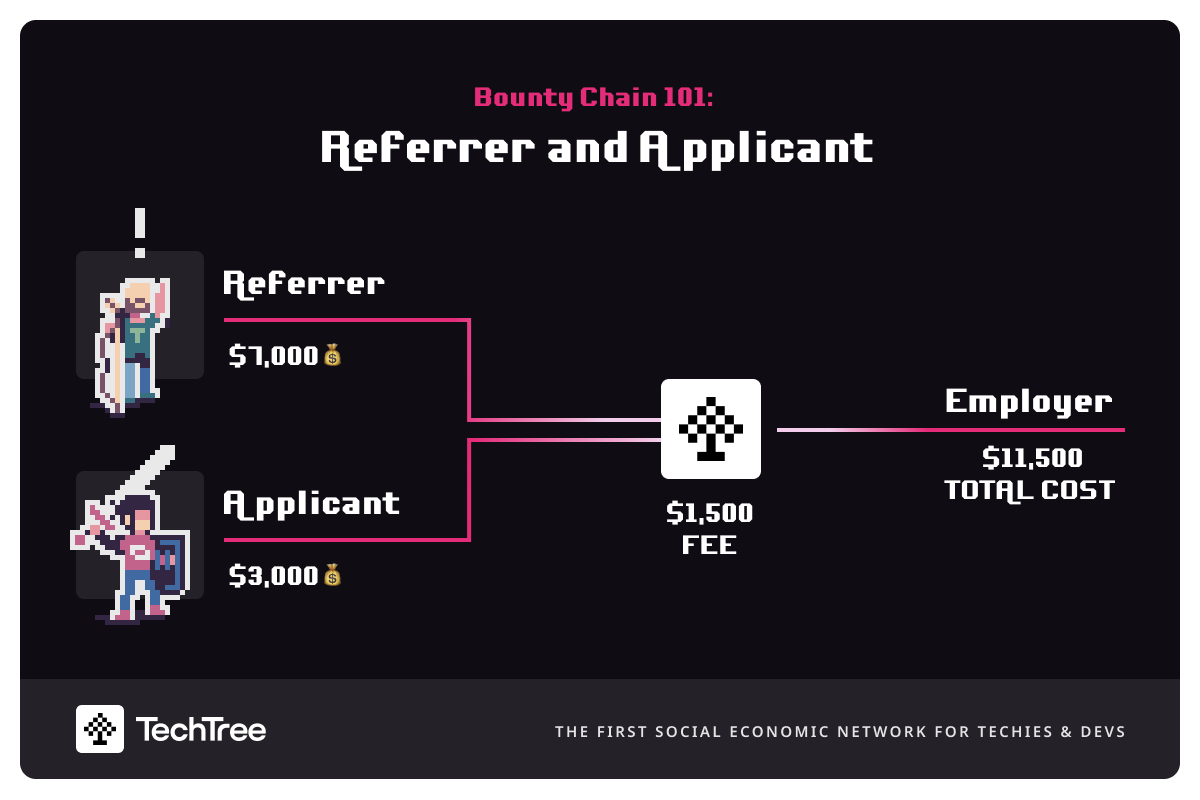 Bounty Chain 101:
Referrer and Applicant
Referrer
$7,000
Applicant
$3,000
$1,500
FEE
Employer
$11,500
TOTAL COST
TechTree
THE FIRST SOCIAL ECONOMIC NETWORK FOR TECHIES & DEVS